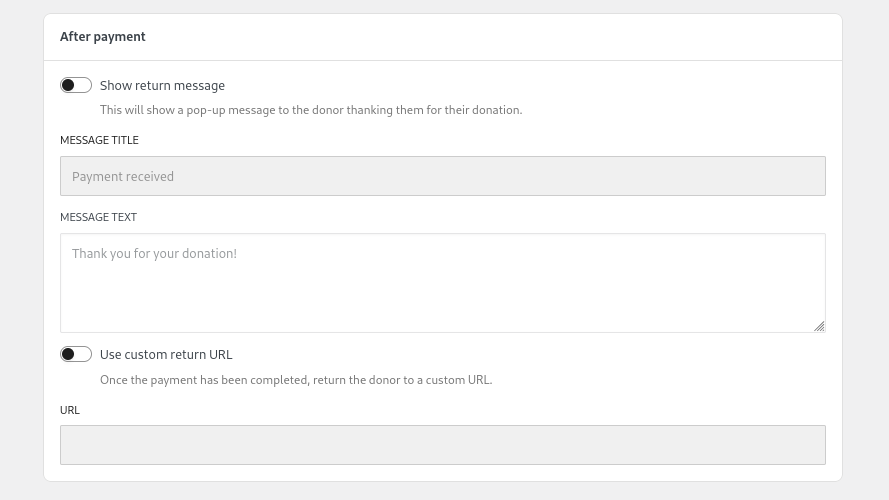 After payment
Show return message
This will show a pop-up message to the donor thanking them for their donation.
MESSAGE TITLE
Payment received
MESSAGE TEXT
Thank you for your donation!
Use custom return URL
Once the payment has been completed, return the donor to a custom URL.
URL